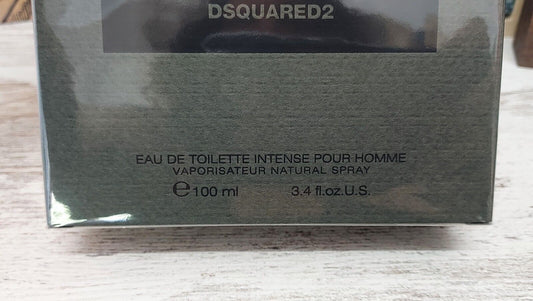 DSQUARED2
EAU DE TOILETTE INTENSE POUR HOMME
VAPORISATEUR NATURAL SPRAY
℮100 ml 3.4 fl.oz.U.S.